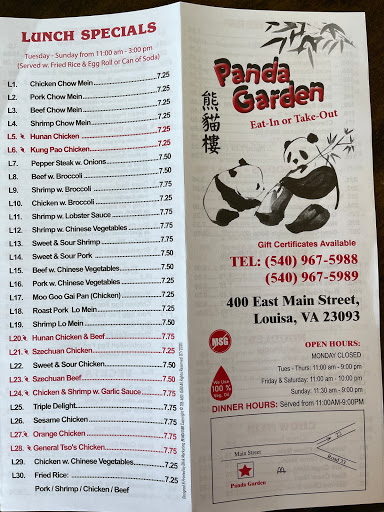 LUNCH SPECIALS
Tuesday - Sunday from 11:00 am - 3:00 pm
(Served w. Fried Rice & Egg Roll or Can of Soda)
L1. Chicken Chow Mein 7.25
L2. Pork Chow Mein 7.25
L3. Beef Chow Mein 7.25
L4. Shrimp Chow Mein 7.25
L5. Hunan Chicken 7.25
L6. Kung Pao Chicken 7.25
L7. Pepper Steak w. Onions 7.50
L8. Beef w. Broccoli 7.50
L9. Shrimp w. Broccoli 7.75
L10. Chicken w. Broccoli 7.25
L11. Shrimp w. Lobster Sauce 7.75
L12. Shrimp w. Chinese Vegetables 7.75
L13. Sweet & Sour Shrimp 7.75
L14. Sweet & Sour Pork 7.50
L15. Beef w. Chinese Vegetables 7.50
L16. Pork w. Chinese Vegetables 7.25
L17. Moo Goo Gai Pan (Chicken) 7.25
L18. Roast Pork Lo Mein 7.25
L19. Shrimp Lo Mein 7.75
L20. Hunan Chicken & Beef 7.75
L21. Szechuan Chicken 7.25
L22. Sweet & Sour Chicken 7.25
L23. Szechuan Beef 7.50
L24. Chicken & Shrimp w. Garlic Sauce 7.75
L25. Triple Delight 7.75
L26. Sesame Chicken 7.25
L27. Orange Chicken 7.25
L28. General Tso's Chicken 7.25
L29. Chicken w. Chinese Vegetables 7.25
L30. Fried Rice: 7.25
Pork / Shrimp / Chicken / Beef
Panda
Garden
熊貓樓
Eat-In or Take-Out
Gift Certificates Available
TEL: (540) 967-5988
(540) 967-5989
400 East Main Street,
Louisa, VA 23093
MSG
We Use
100 %
Veg. Oil
OPEN HOURS:
MONDAY CLOSED
Tues - Thurs: 11:00 am - 9:00 pm
Friday & Saturday: 11:00 am - 10:00 pm
Sunday: 11:30 am - 9:00 pm
DINNER HOURS: Served from 11:00AM-9:00PM
Main Street
33
Road 33
Panda Garden